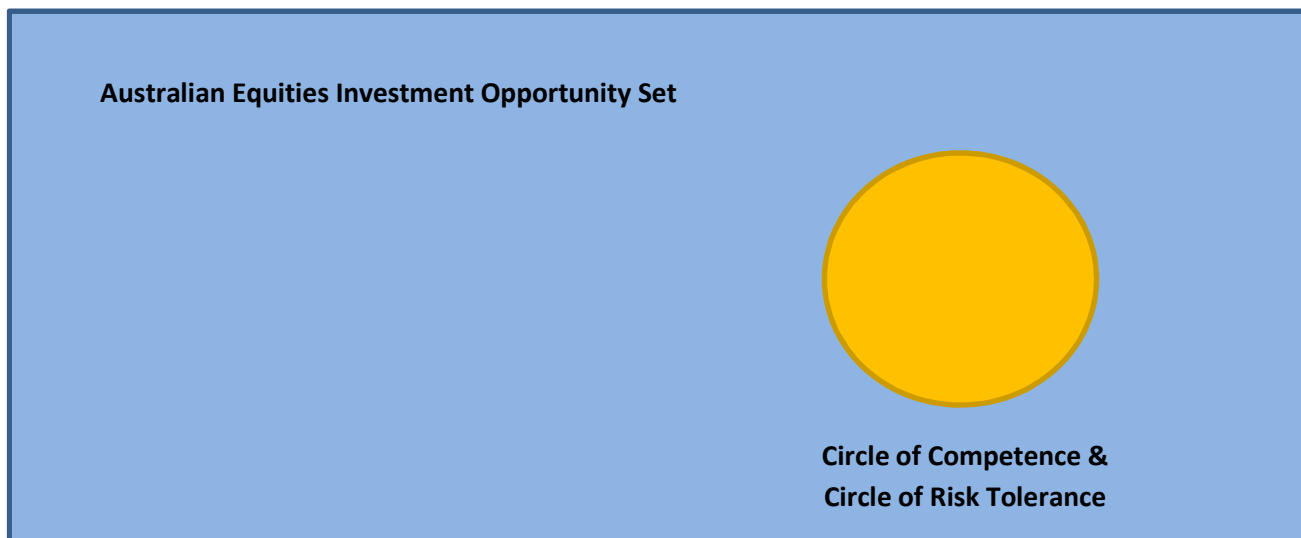 Australian Equities Investment Opportunity Set
Circle of Competence &
Circle of Risk Tolerance